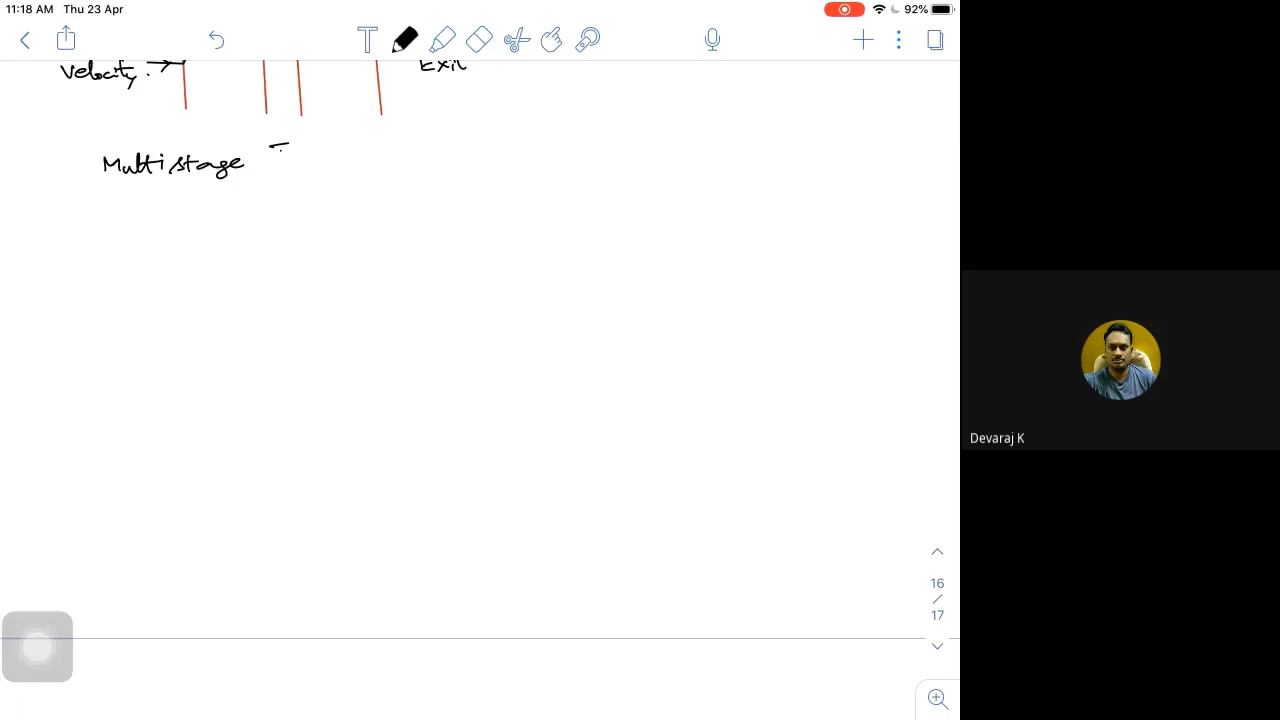 11:18 AM Thu 23 Apr
92%
T
Velocity.
Exit
Multistage
Devaraj K
16
/
17